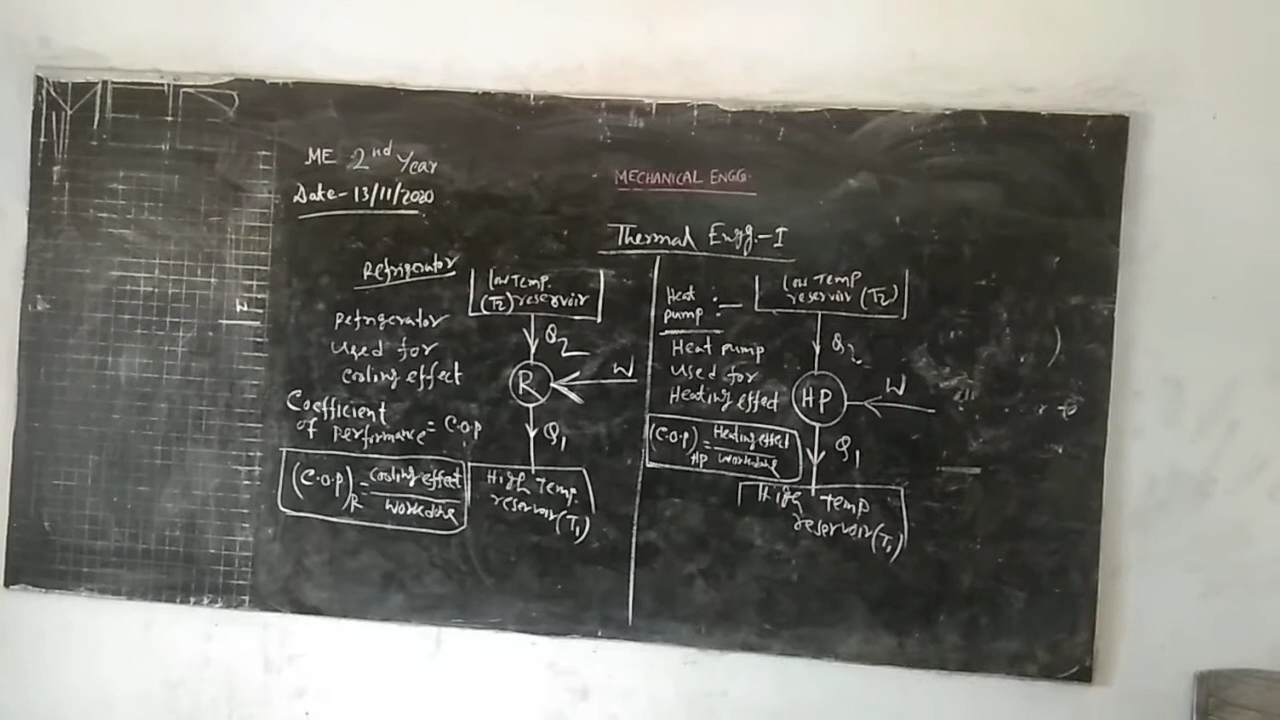 ME 2nd Year
Date-13/11/2020
MECHANICAL ENGG.
Thermal Engg.-I
Refrigerator
Refrigerator
Used for
Cooling effect
Coefficient
of performance = C.O.P
(C.O.P)R = Cooling effect
Workdone
Low Temp.
(T2) reservoir
Q2
R
W
Q1
High Temp.
reservoir (T1)
Heat
pump :-
Heat pump
Used for
Heating effect
(C.O.P)HP = Heating effect
Workdone
Low Temp
reservoir (T2)
Q2
HP
W
Q1
High Temp
reservoir (T1)